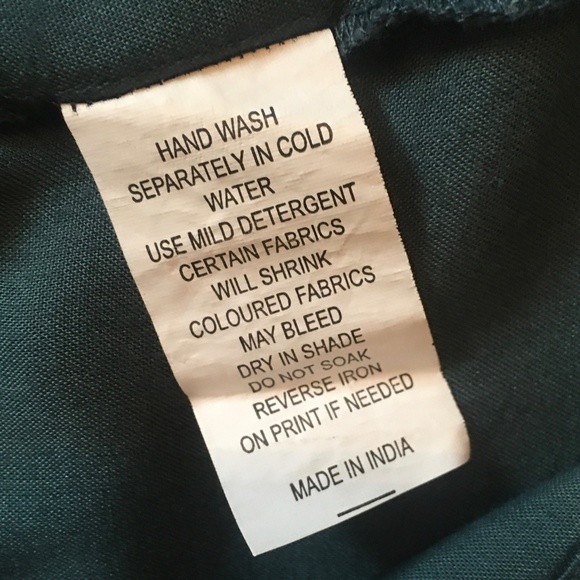 HAND WASH
SEPARATELY IN COLD
WATER
USE MILD DETERGENT
CERTAIN FABRICS
WILL SHRINK
COLOURED FABRICS
MAY BLEED
DRY IN SHADE
DO NOT SOAK
REVERSE IRON
ON PRINT IF NEEDED
MADE IN INDIA